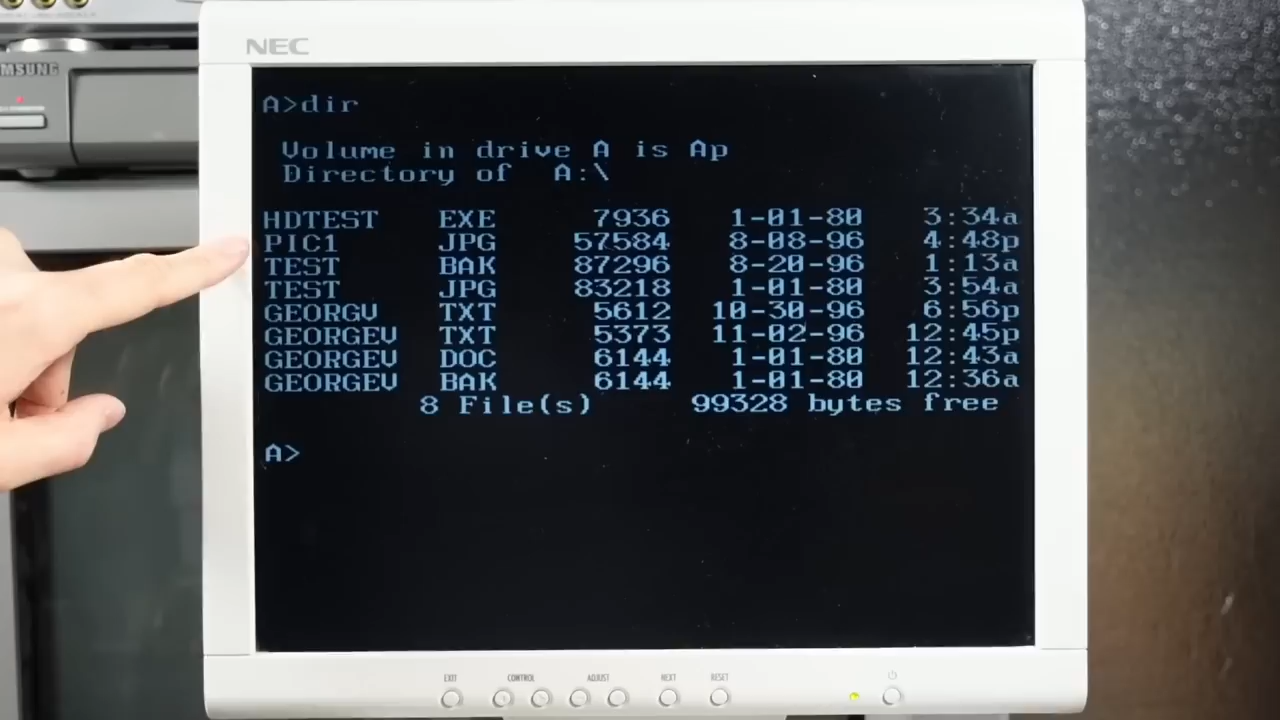 NEC
A>dir
Volume in drive A is Ap
Directory of A:\
HDTEST EXE 7936 1-01-80 3:34a
PIC1 JPG 57584 8-08-96 4:48p
TEST BAK 87296 8-20-96 1:13a
TEST JPG 83218 1-01-80 3:54a
GEORGV TXT 5612 10-30-96 6:56p
GEORGEV TXT 5373 11-02-96 12:45p
GEORGEV DOC 6144 1-01-80 12:43a
GEORGEV BAK 6144 1-01-80 12:36a
8 File(s) 99328 bytes free
A>
EXIT CONTROL ADJUST NEXT RESET